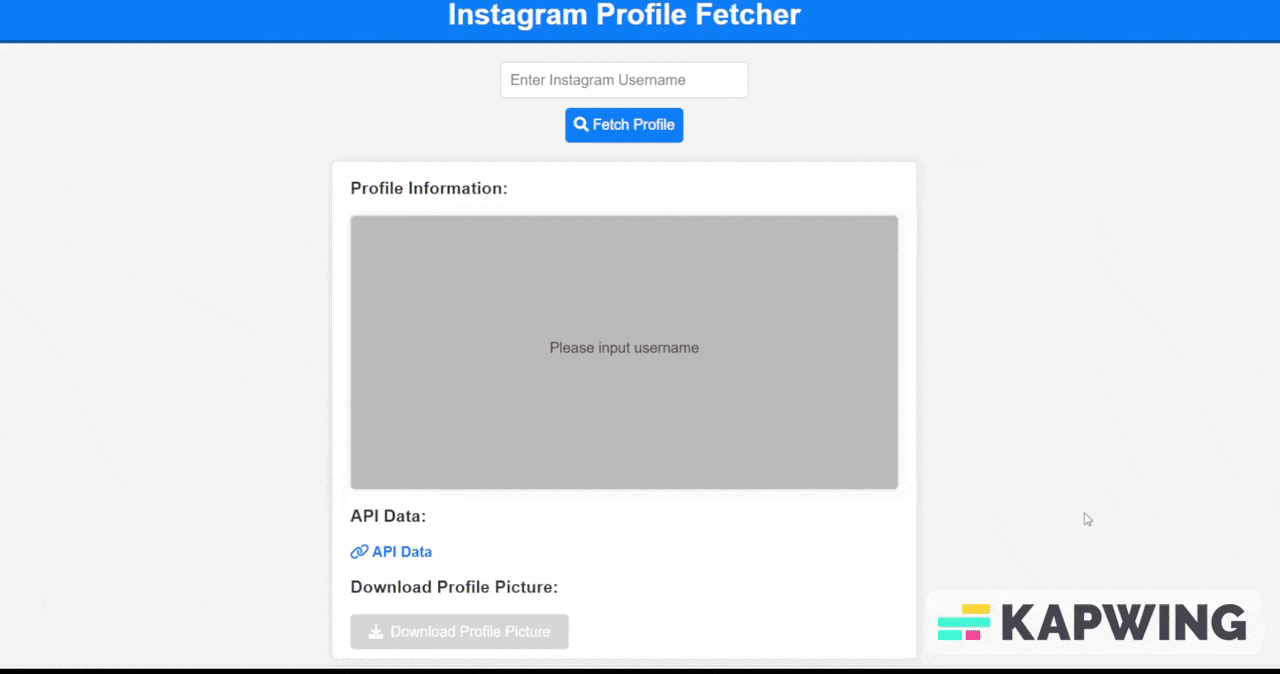 Instagram Profile Fetcher
Enter Instagram Username
Fetch Profile
Profile Information:
Please input username
API Data:
API Data
Download Profile Picture:
Download Profile Picture
KAPWING